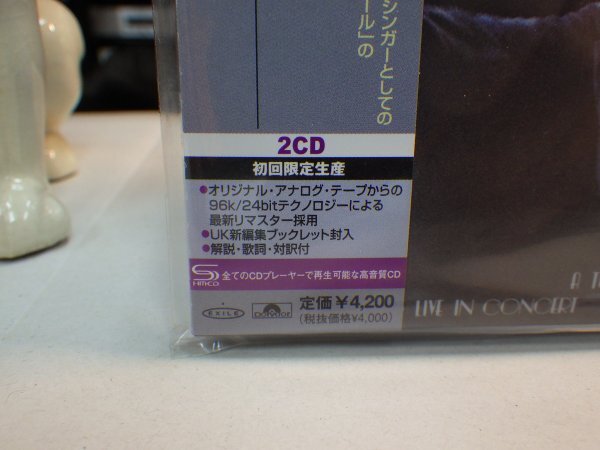 シンガーとしての
ール」の
2CD
初回限定生産
●オリジナル・アナログ・テープからの
96k/24bitテクノロジーによる
最新リマスター採用
●UK新編集ブックレット封入
●解説・歌詞・対訳付
SHMCD 全てのCDプレーヤーで再生可能な高音質CD
EXILE Polydor 定価￥4,200
(税抜価格¥4,000)
A T
LIVE IN CONCERT